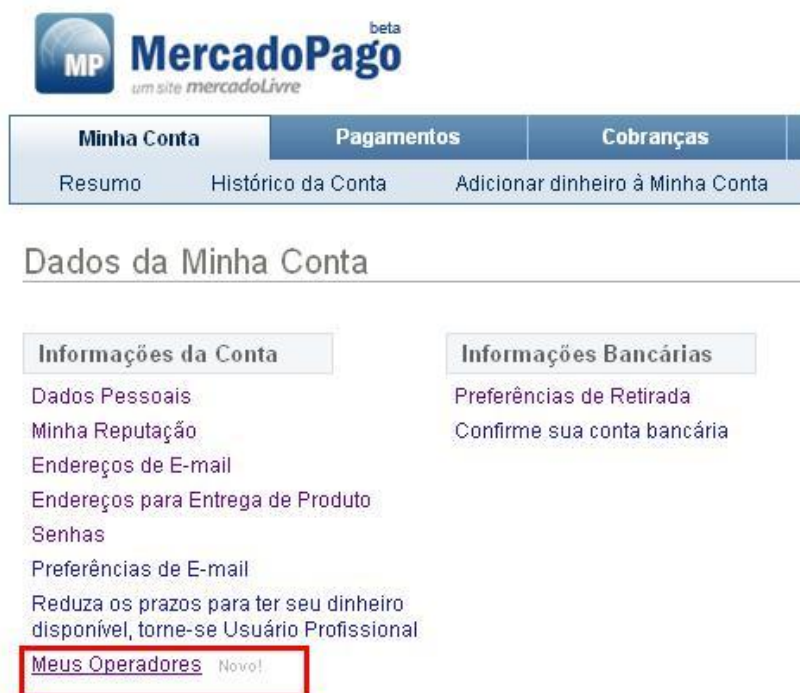 beta
MP MercadoPago
um site mercadoLivre
Minha Conta Pagamentos Cobranças
Resumo Histórico da Conta Adicionar dinheiro à Minha Conta
Dados da Minha Conta
Informações da Conta Informações Bancárias
Dados Pessoais Preferências de Retirada
Minha Reputação Confirme sua conta bancária
Endereços de E-mail
Endereços para Entrega de Produto
Senhas
Preferências de E-mail
Reduza os prazos para ter seu dinheiro
disponível, torne-se Usuário Profissional
Meus Operadores Novo!